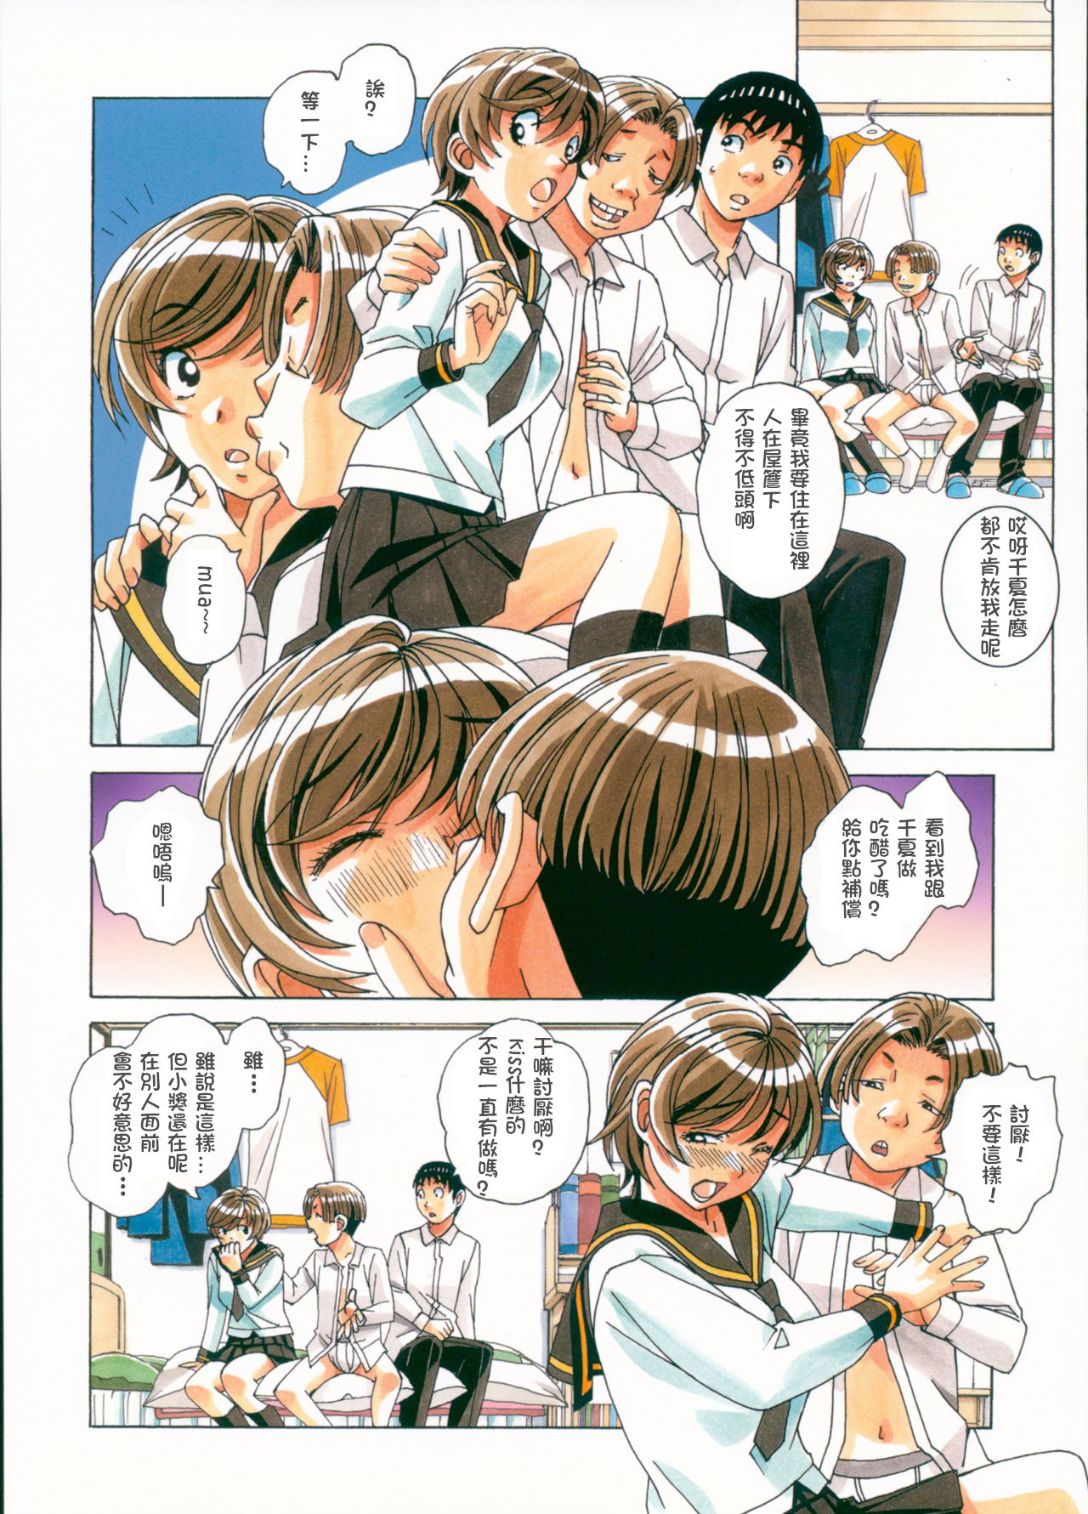 哎呀千夏怎麼
都不肯放我走呢
畢竟我要住在這裡
人在屋簷下
不得不低頭啊
誒？
等一下…
mua~~
看到我跟
千夏做
吃醋了嗎？
給你點補償
嗯唔嗚—
討厭！
不要這樣！
干嘛討厭啊？
kiss什麼的
不是一直有做嗎？
雖…
雖說是這樣…
但小獎還在呢
在別人面前
會不好意思的…